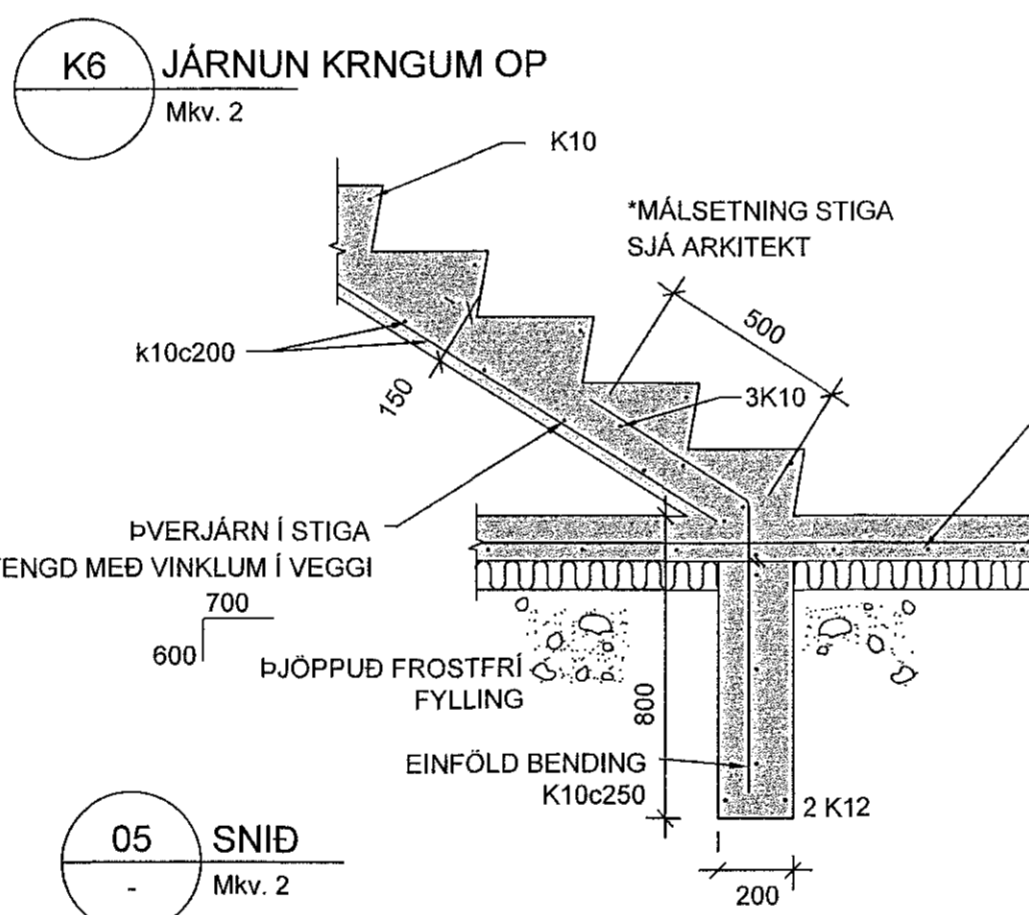 K6
JÁRNUN KRNGUM OP
Mkv. 2
K10
*MÁLSETNING STIGA
SJÁ ARKITEKT
500
k10c200
150
3K10
ÞVERJÁRN Í STIGA
TENGD MEÐ VINKLUM Í VEGGI
700
600
ÞJÖPPUÐ FROSTFRÍ
FYLLING
800
EINFÖLD BENDING
K10c250
2 K12
200
05
SNIÐ
-
Mkv. 2